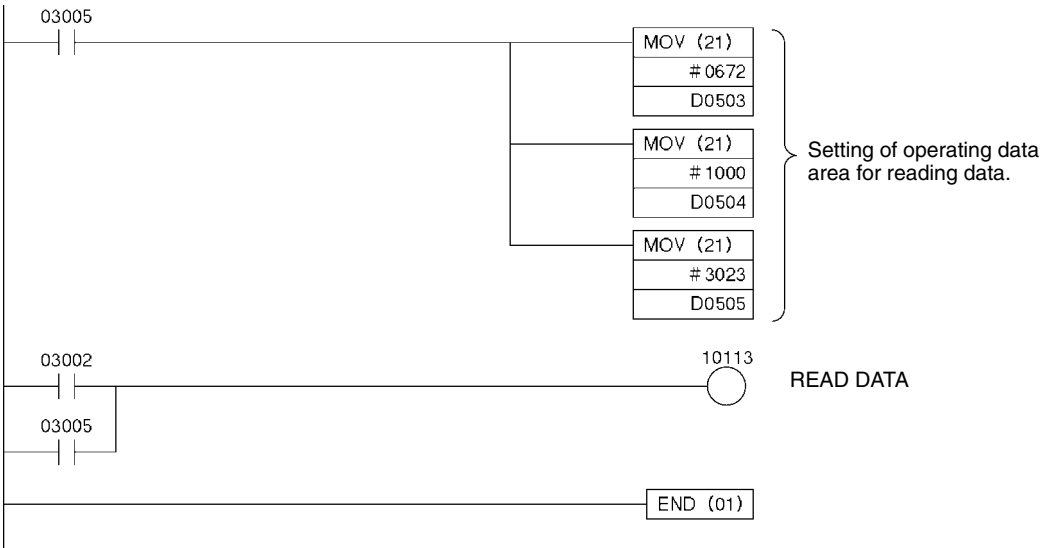 03005
MOV (21)
#0672
D0503
MOV (21)
#1000
D0504
MOV (21)
#3023
D0505
Setting of operating data
area for reading data.
03002
10113
READ DATA
03005
END (01)